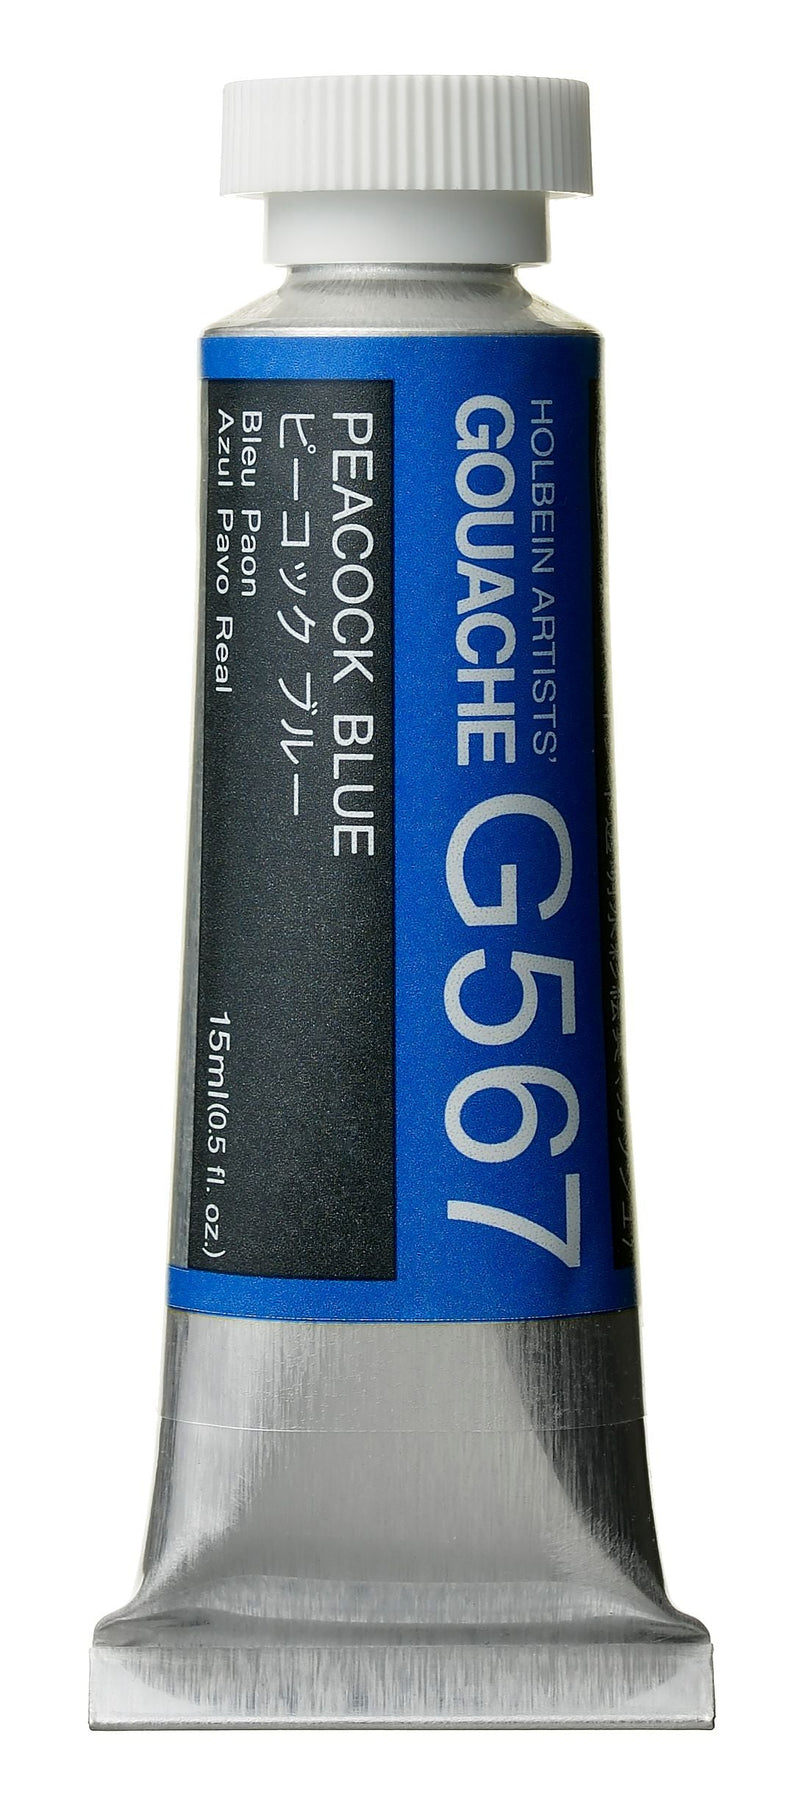 HOLBEIN ARTISTS'
GOUACHE G567
PEACOCK BLUE
ピーコック ブルー
Bleu Paon
Azul Pavo Real
15ml(0.5 fl. oz.)